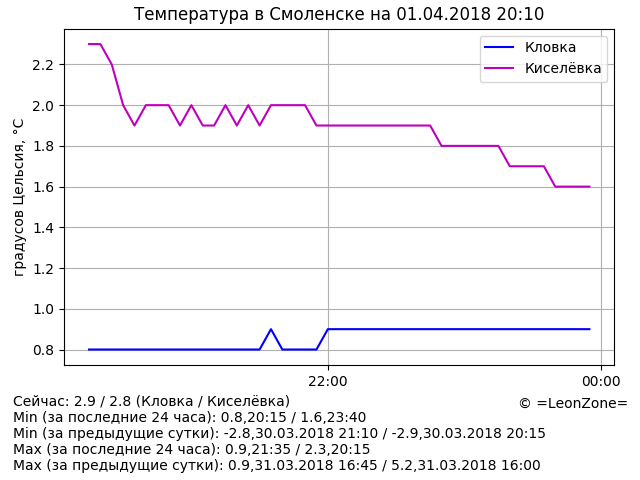 Температура в Смоленске на 01.04.2018 20:10
градусов Цельсия, °C
2.2
2.0
1.8
1.6
1.4
1.2
1.0
0.8
Кловка
Киселёвка
22:00
00:00
Сейчас: 2.9 / 2.8 (Кловка / Киселёвка)
© =LeonZone=
Min (за последние 24 часа): 0.8,20:15 / 1.6,23:40
Min (за предыдущие сутки): -2.8,30.03.2018 21:10 / -2.9,30.03.2018 20:15
Max (за последние 24 часа): 0.9,21:35 / 2.3,20:15
Max (за предыдущие сутки): 0.9,31.03.2018 16:45 / 5.2,31.03.2018 16:00